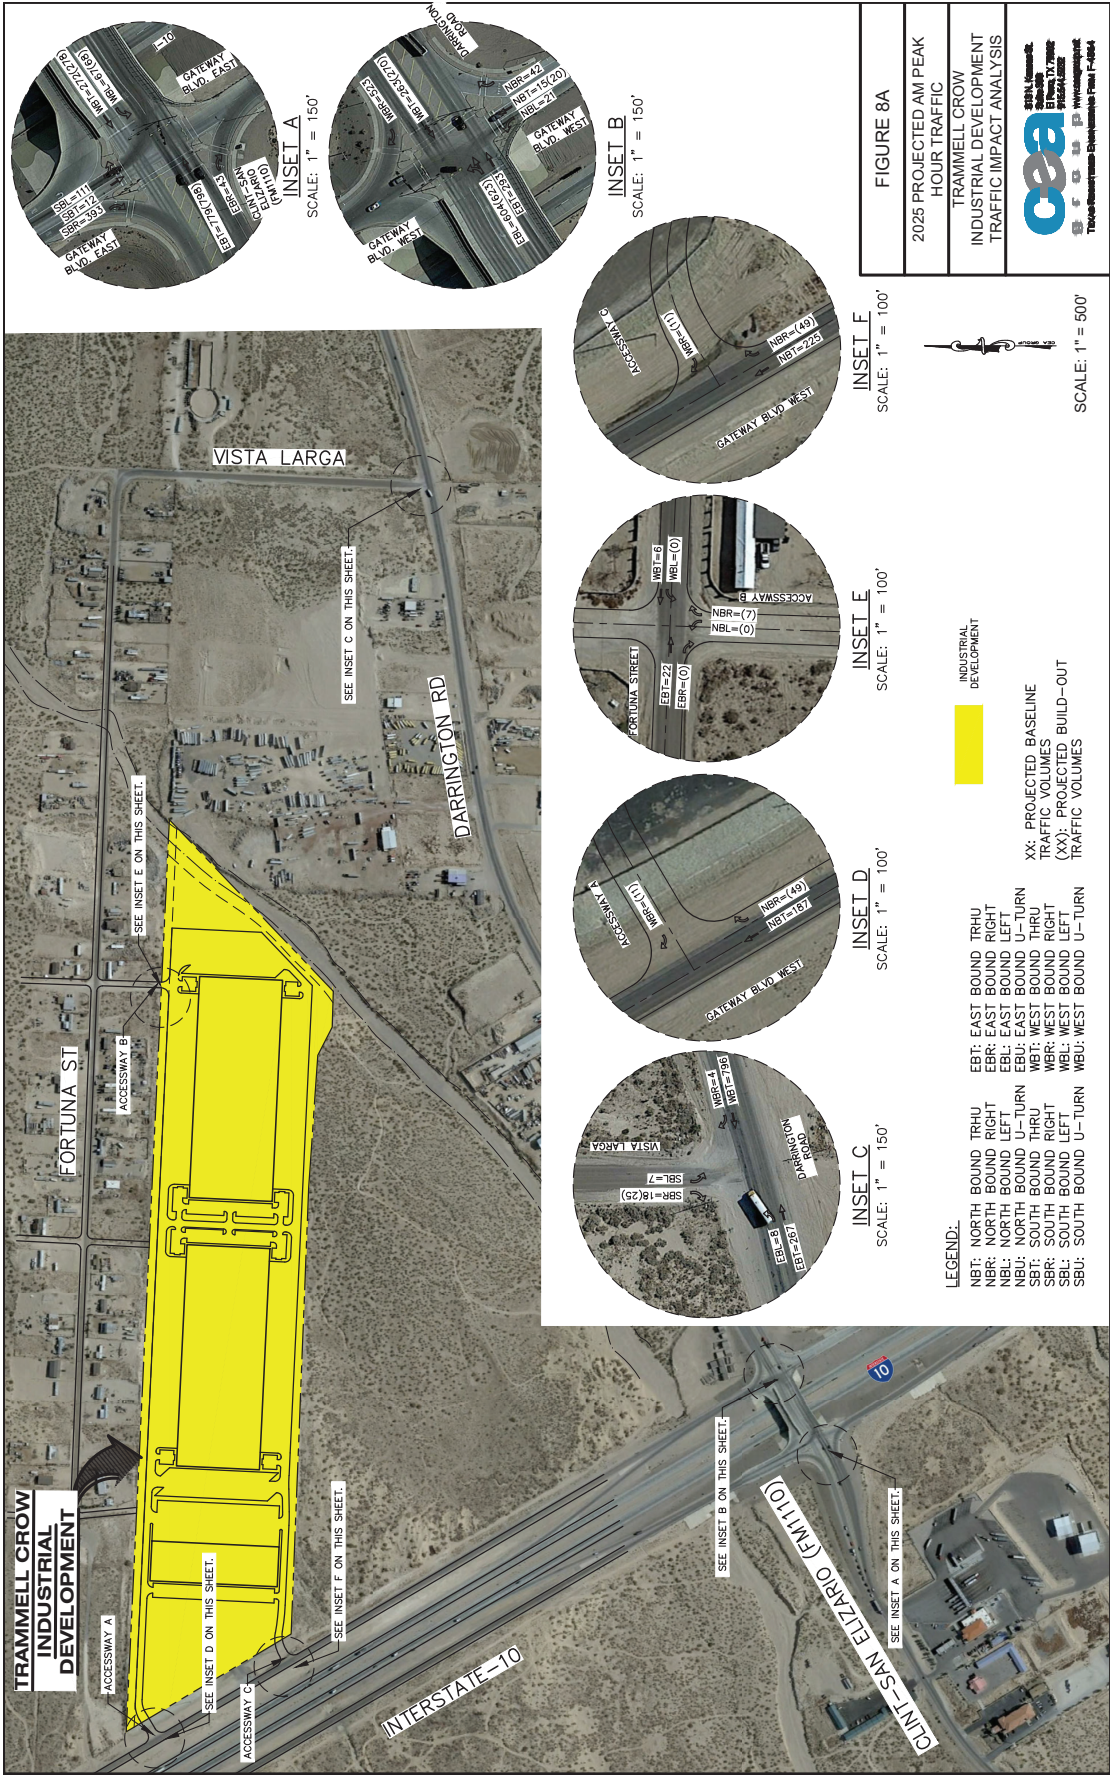 TRAMMELL CROW
INDUSTRIAL
DEVELOPMENT
ACCESSWAY A
SEE INSET D ON THIS SHEET.
ACCESSWAY C
SEE INSET F ON THIS SHEET.
INTERSTATE-10
FORTUNA ST
ACCESSWAY B
SEE INSET E ON THIS SHEET.
VISTA LARGA
SEE INSET C ON THIS SHEET.
DARRINGTON RD
SEE INSET B ON THIS SHEET.
SEE INSET A ON THIS SHEET.
CLINT-SAN ELIZARIO (FM1110)
10
SBL=111
SBT=12
SBR=393
GATEWAY
BLVD. EAST
WBT=272(278)
WBL=67(68)
I-10
GATEWAY
BLVD. EAST
EBT=779(798)
EBR=43
CLINT-SAN
ELIZARIO
(FM1110)
INSET A
SCALE: 1" = 150'
DARRINGTON
ROAD
WBR=523
WBT=263(270)
GATEWAY
BLVD. WEST
NBR=42
NBT=15(20)
NBL=21
GATEWAY
BLVD. WEST
EBT=293
EBL=604(623)
INSET B
SCALE: 1" = 150'
VISTA LARGA
SBL=7
SBR=18(25)
WBR=4
WBT=796
EBL=8
EBT=267
DARRINGTON
ROAD
INSET C
SCALE: 1" = 150'
ACCESSWAY A
WBR=(11)
NBR=(49)
NBT=187
GATEWAY BLVD WEST
INSET D
SCALE: 1" = 100'
FORTUNA STREET
WBT=6
WBL=(0)
EBT=22
EBR=(0)
NBR=(7)
NBL=(0)
ACCESSWAY B
INSET E
SCALE: 1" = 100'
ACCESSWAY C
WBR=(11)
NBR=(49)
NBT=225
GATEWAY BLVD WEST
INSET F
SCALE: 1" = 100'
LEGEND:
NBT: NORTH BOUND TRHU
NBR: NORTH BOUND RIGHT
NBL: NORTH BOUND LEFT
NBU: NORTH BOUND U-TURN
SBT: SOUTH BOUND THRU
SBR: SOUTH BOUND RIGHT
SBL: SOUTH BOUND LEFT
SBU: SOUTH BOUND U-TURN
EBT: EAST BOUND TRHU
EBR: EAST BOUND RIGHT
EBL: EAST BOUND LEFT
EBU: EAST BOUND U-TURN
WBT: WEST BOUND THRU
WBR: WEST BOUND RIGHT
WBL: WEST BOUND LEFT
WBU: WEST BOUND U-TURN
XX: PROJECTED BASELINE
TRAFFIC VOLUMES
(XX): PROJECTED BUILD-OUT
TRAFFIC VOLUMES
INDUSTRIAL
DEVELOPMENT
CEA GROUP
SCALE: 1" = 500'
FIGURE 8A
2025 PROJECTED AM PEAK
HOUR TRAFFIC
TRAMMELL CROW
INDUSTRIAL DEVELOPMENT
TRAFFIC IMPACT ANALYSIS
cea
group